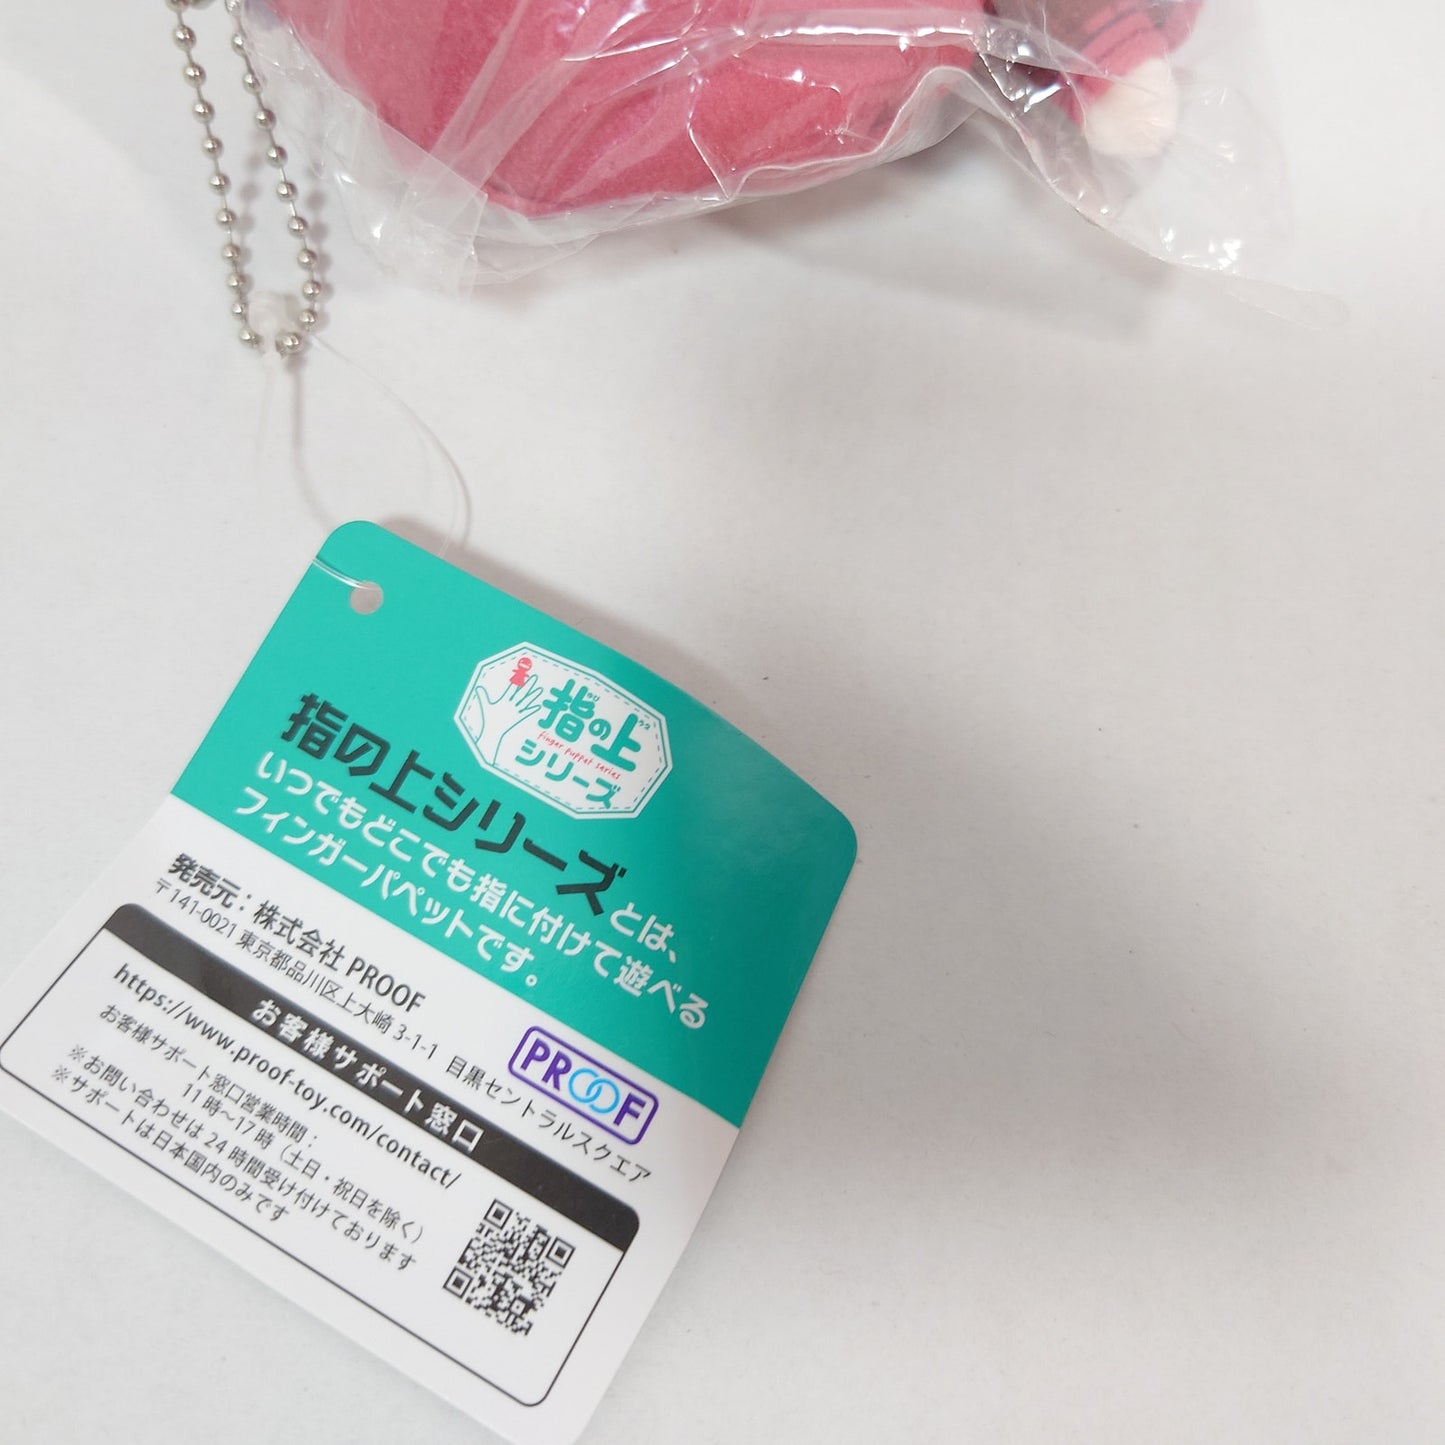 指の上
finger puppet series
シリーズ
指の上シリーズとは、
いつでもどこでも指に付けて遊べる
フィンガーパペットです。
発売元：株式会社 PROOF
〒141-0021 東京都品川区上大崎 3-1-1 目黒セントラルスクエア
PROOF
お客様サポート窓口
https://www.proof-toy.com/contact/
お客様サポート窓口営業時間：
11時～17時（土日・祝日を除く）
※お問い合わせは24時間受け付けております
※サポートは日本国内のみです